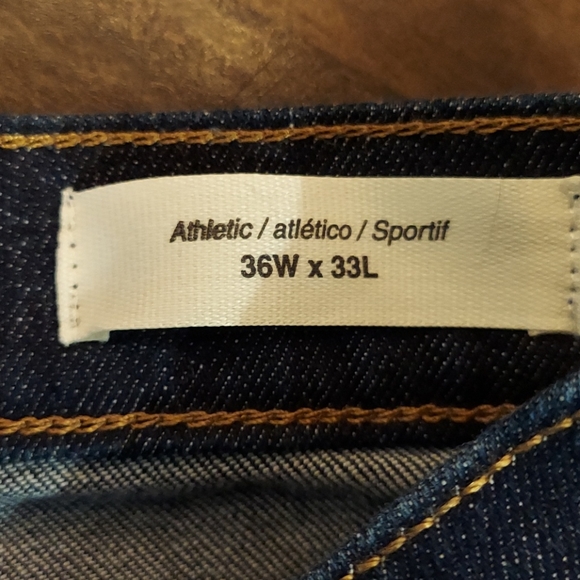 Athletic / atlético / Sportif
36W x 33L